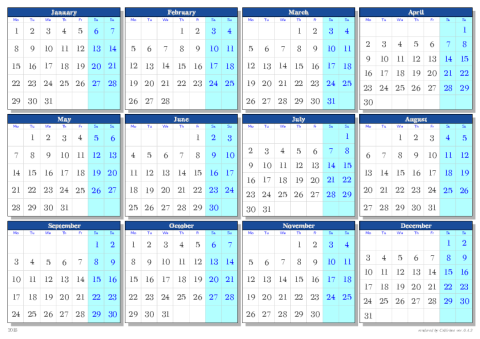 January
Mo Tu We Th Fr Sa Su
1 2 3 4 5 6 7
8 9 10 11 12 13 14
15 16 17 18 19 20 21
22 23 24 25 26 27 28
29 30 31
February
Mo Tu We Th Fr Sa Su
1 2 3 4
5 6 7 8 9 10 11
12 13 14 15 16 17 18
19 20 21 22 23 24 25
26 27 28
March
Mo Tu We Th Fr Sa Su
1 2 3 4
5 6 7 8 9 10 11
12 13 14 15 16 17 18
19 20 21 22 23 24 25
26 27 28 29 30 31
April
Mo Tu We Th Fr Sa Su
1
2 3 4 5 6 7 8
9 10 11 12 13 14 15
16 17 18 19 20 21 22
23 24 25 26 27 28 29
30
May
Mo Tu We Th Fr Sa Su
1 2 3 4 5 6
7 8 9 10 11 12 13
14 15 16 17 18 19 20
21 22 23 24 25 26 27
28 29 30 31
June
Mo Tu We Th Fr Sa Su
1 2 3
4 5 6 7 8 9 10
11 12 13 14 15 16 17
18 19 20 21 22 23 24
25 26 27 28 29 30
July
Mo Tu We Th Fr Sa Su
1
2 3 4 5 6 7 8
9 10 11 12 13 14 15
16 17 18 19 20 21 22
23 24 25 26 27 28 29
30 31
August
Mo Tu We Th Fr Sa Su
1 2 3 4 5
6 7 8 9 10 11 12
13 14 15 16 17 18 19
20 21 22 23 24 25 26
27 28 29 30 31
September
Mo Tu We Th Fr Sa Su
1 2
3 4 5 6 7 8 9
10 11 12 13 14 15 16
17 18 19 20 21 22 23
24 25 26 27 28 29 30
October
Mo Tu We Th Fr Sa Su
1 2 3 4 5 6 7
8 9 10 11 12 13 14
15 16 17 18 19 20 21
22 23 24 25 26 27 28
29 30 31
November
Mo Tu We Th Fr Sa Su
1 2 3 4
5 6 7 8 9 10 11
12 13 14 15 16 17 18
19 20 21 22 23 24 25
26 27 28 29 30
December
Mo Tu We Th Fr Sa Su
1 2
3 4 5 6 7 8 9
10 11 12 13 14 15 16
17 18 19 20 21 22 23
24 25 26 27 28 29 30
31
2018